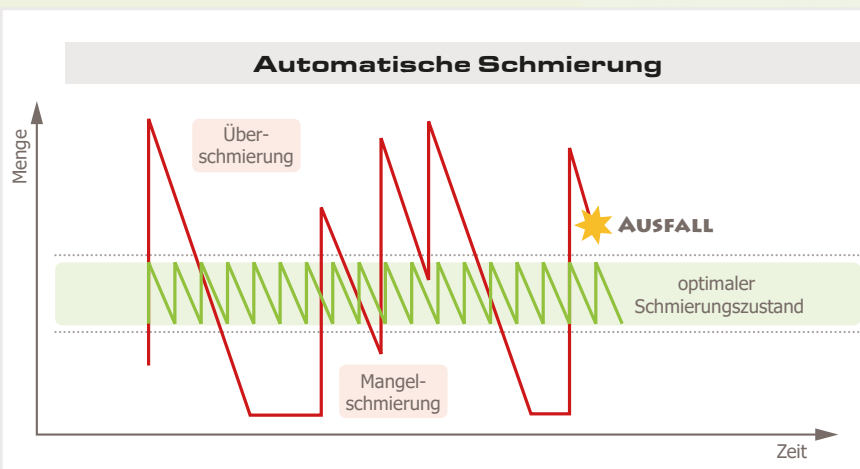 Automatische Schmierung
Menge
Über-
schmierung
AUSFALL
optimaler
Schmierungszustand
Mangel-
schmierung
Zeit